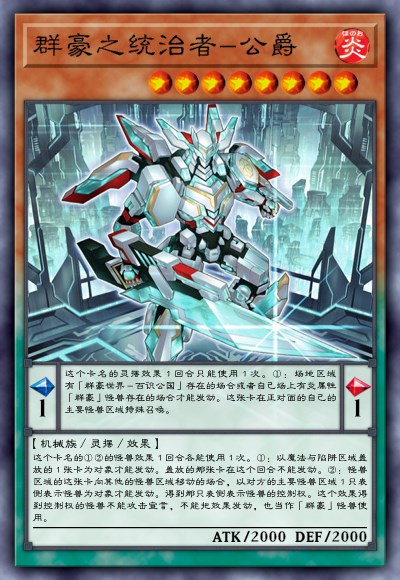 群豪之统治者－公爵
ほのお
炎
这个卡名的灵摆效果1回合只能使用1次。①：场地区域
有「群豪世界－百识公国」存在的场合或者自己场上有炎属性
「群豪」怪兽存在的场合才能发动。这张卡在正对面的自己的
主要怪兽区域特殊召唤。
1
1
【机械族／灵摆／效果】
这个卡名的①②的怪兽效果1回合各能使用1次。①：以魔法与陷阱区域盖
放的1张卡为对象才能发动。盖放的那张卡在这个回合不能发动。②：怪兽
区域的这张卡向其他的怪兽区域移动的场合，以对方的主要怪兽区域1只表
侧表示怪兽为对象才能发动。得到那只表侧表示怪兽的控制权。这个效果得
到控制权的怪兽不能攻击宣言，不能把效果发动，也当作「群豪」怪兽使
用。
ATK/2000 DEF/2000